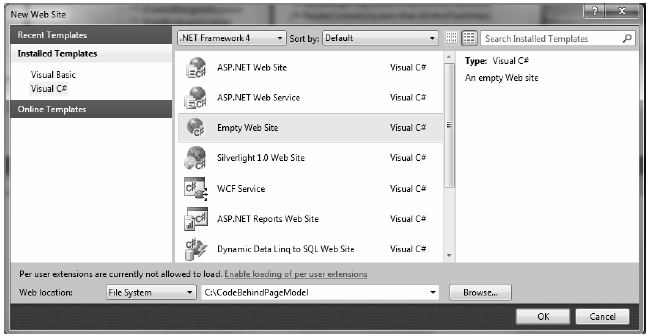 New Web Site
Recent Templates
.NET Framework 4 Sort by: Default Search Installed Templates
Installed Templates
Visual Basic
Visual C#
Online Templates
ASP.NET Web Site Visual C#
ASP.NET Web Service Visual C#
Empty Web Site Visual C#
Silverlight 1.0 Web Site Visual C#
WCF Service Visual C#
ASP.NET Reports Web Site Visual C#
Dynamic Data Linq to SQL Web Site Visual C#
Type: Visual C#
An empty Web site
Per user extensions are currently not allowed to load. Enable loading of per user extensions
Web location: File System C:\CodeBehindPageModel Browse...
OK Cancel